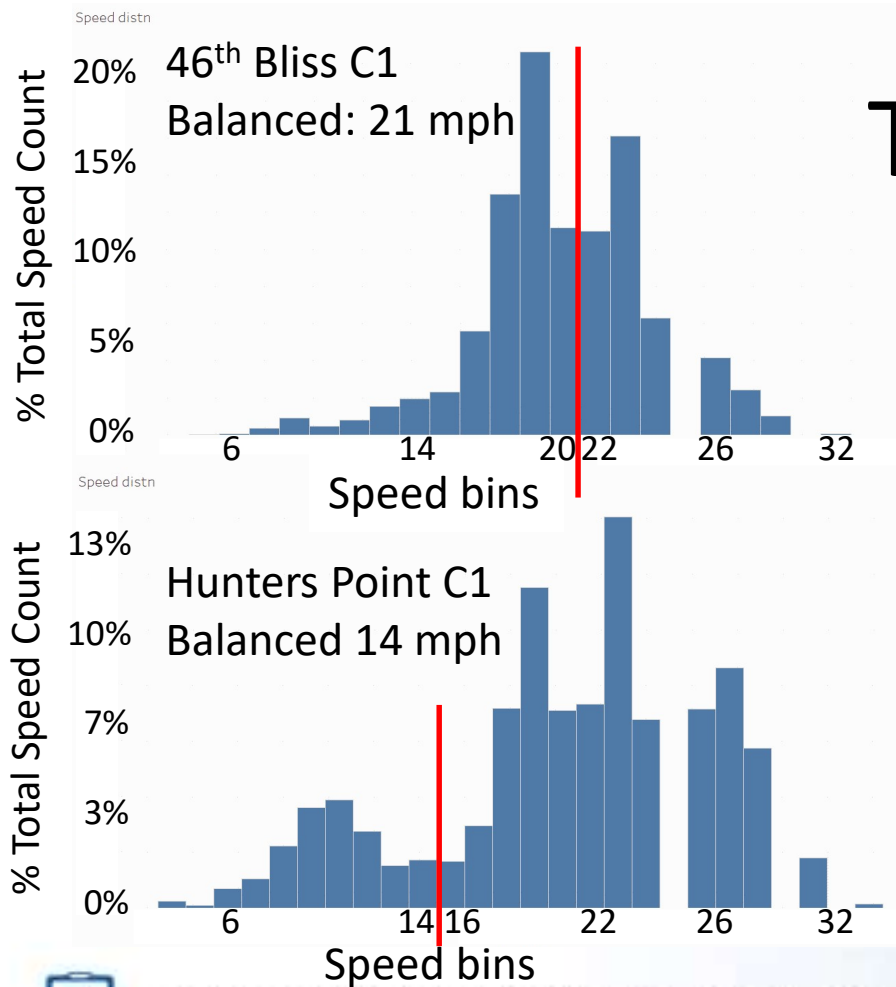 Speed distn
46th Bliss C1
Balanced: 21 mph
T
% Total Speed Count
20%
15%
10%
5%
0%
6 14 20 22 26 32
Speed bins
Speed distn
Hunters Point C1
Balanced 14 mph
% Total Speed Count
13%
10%
7%
3%
0%
6 14 16 22 26 32
Speed bins